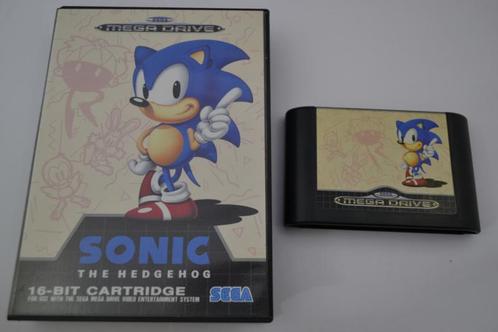 SEGA
MEGA DRIVE
SONIC
THE HEDGEHOG
16-BIT CARTRIDGE
FOR USE WITH THE SEGA MEGA DRIVE VIDEO ENTERTAINMENT SYSTEM
SEGA
SEGA
MEGA DRIVE